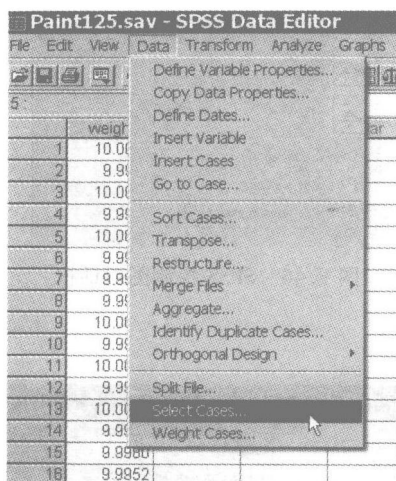 Paint125.sav - SPSS Data Editor
File Edit View Data Transform Analyze Graphs
5 :
weigh
Define Variable Properties...
Copy Data Properties...
Define Dates...
Insert Variable
Insert Cases
Go to Case...
Sort Cases...
Transpose...
Restructure...
Merge Files
Aggregate...
Identify Duplicate Cases...
Orthogonal Design
Split File...
Select Cases...
Weight Cases...
1 10.00
2 9.99
3 10.00
4 9.99
5 10.00
6 9.99
7 9.99
8 9.99
9 10.00
10 9.99
11 10.00
12 9.99
13 10.00
14 9.99
15 9.9980
16 9.9952